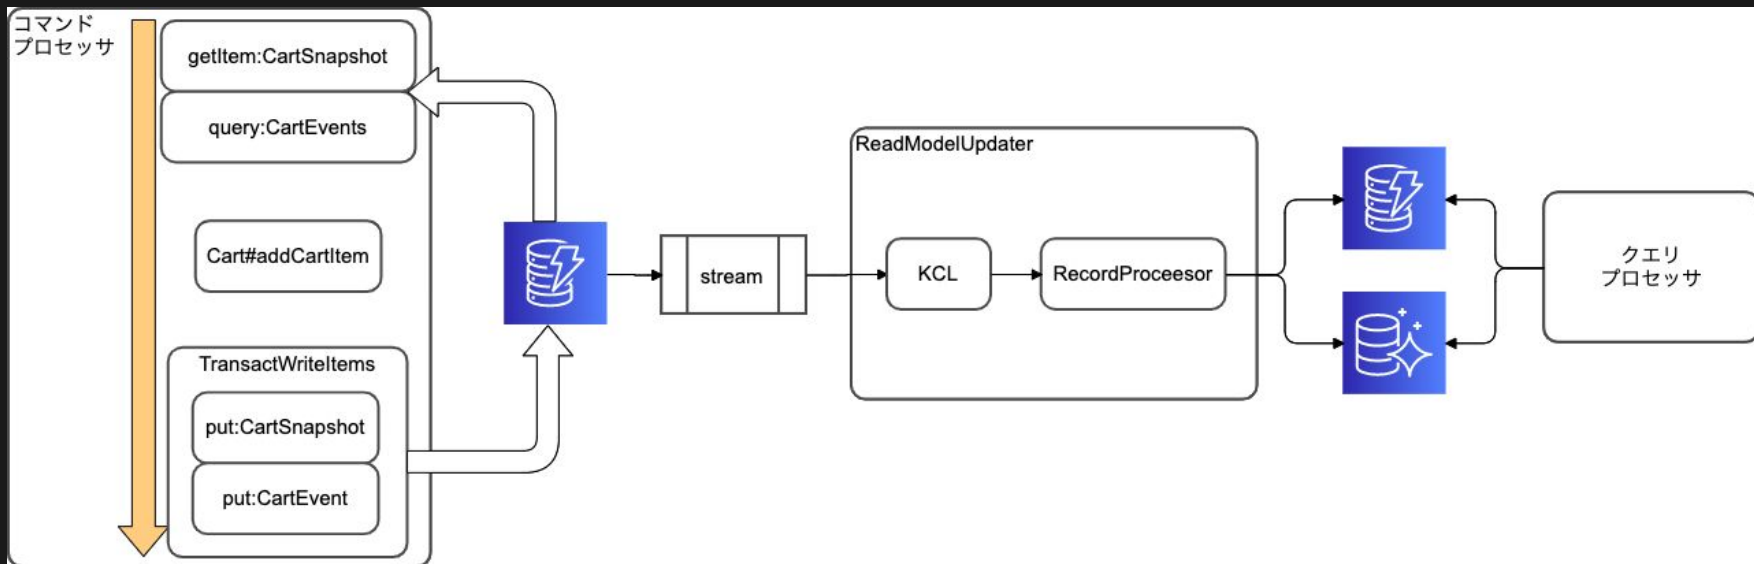 コマンド
プロセッサ
getItem:CartSnapshot
query:CartEvents
Cart#addCartItem
TransactWriteItems
put:CartSnapshot
put:CartEvent
stream
ReadModelUpdater
KCL
RecordProceesor
クエリ
プロセッサ